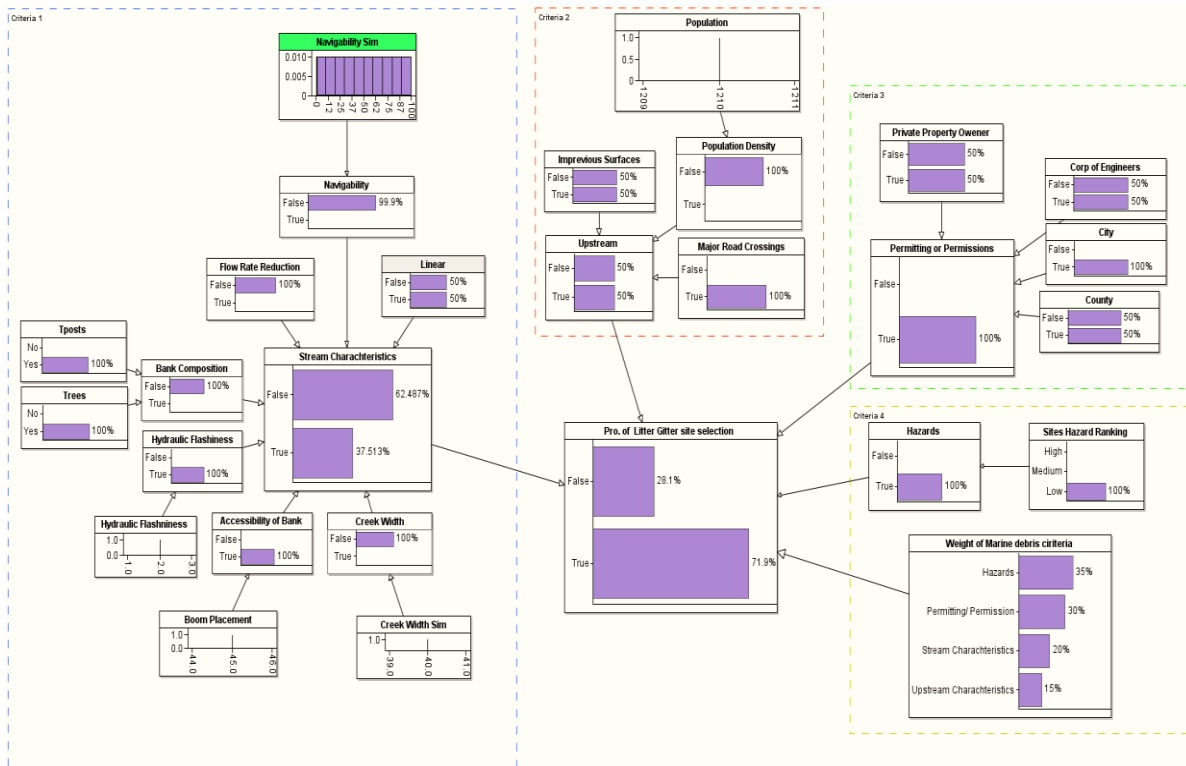 Criteria 1
Navigability Sim
0.010
0.005
0
0
12
25
37
50
62
75
87
100
Navigability
False 99.9%
True
Flow Rate Reduction
False 100%
True
Linear
False 50%
True 50%
Tposts
No
Yes 100%
Trees
No
Yes 100%
Bank Composition
False 100%
True
Hydraulic Flashiness
False
True 100%
Stream Charachteristics
False 62.487%
True 37.513%
Hydraulic Flashniness
1.0
0.0
1.0
2.0
3.0
Accessibility of Bank
False
True 100%
Creek Width
False 100%
True
Boom Placement
1.0
0.0
44.0
45.0
46.0
Creek Width Sim
1.0
39.0
40.0
41.0
Criteria 2
Population
1.0
0.5
0
1209
1210
1211
Imprevious Surfaces
False 50%
True 50%
Population Density
False 100%
True
Upstream
False 50%
True 50%
Major Road Crossings
False
True 100%
Pro. of Litter Gitter site selection
False 28.1%
True 71.9%
Criteria 3
Private Property Owener
False 50%
True 50%
Corp of Engineers
False 50%
True 50%
City
False
True 100%
County
False 50%
True 50%
Permitting or Permissions
False
True 100%
Criteria 4
Hazards
False
True 100%
Sites Hazard Ranking
High
Medium
Low 100%
Weight of Marine debris ciriteria
Hazards 35%
Permitting/ Permission 30%
Stream Charachteristics 20%
Upstream Charachteristics 15%